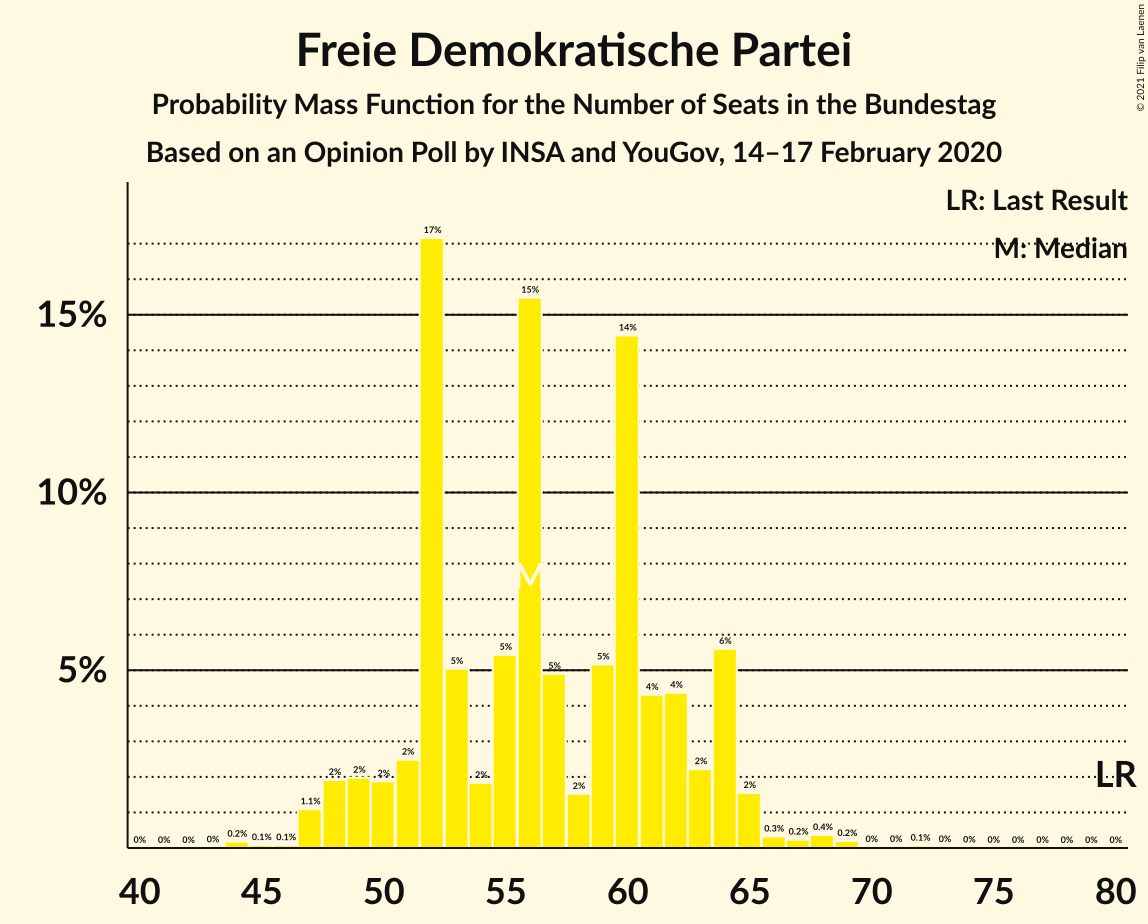 Freie Demokratische Partei
Probability Mass Function for the Number of Seats in the Bundestag
Based on an Opinion Poll by INSA and YouGov, 14–17 February 2020
© 2021 Filip van Laenen
LR: Last Result
M: Median
15%
10%
5%
0% 0% 0% 0% 0.2% 0.1% 0.1% 1.1% 2% 2% 2% 2% 17% 5% 2% 5% 15% 5% 2% 5% 14% 4% 4% 2% 6% 2% 0.3% 0.2% 0.4% 0.2% 0% 0% 0.1% 0% 0% 0% 0% 0% 0% 0% 0%
M
LR
40 45 50 55 60 65 70 75 80